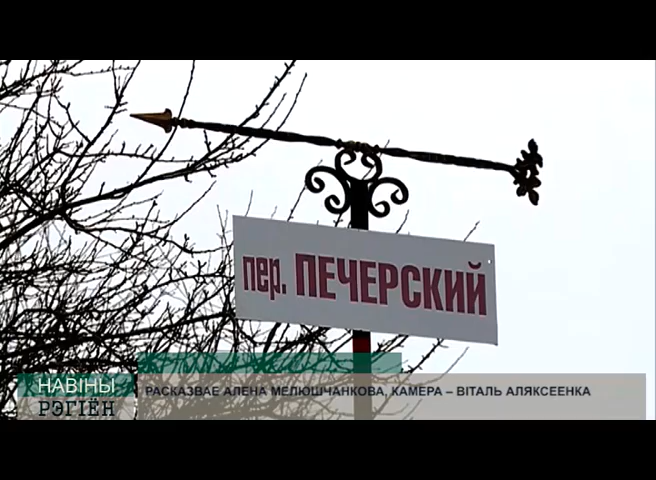 пер. ПЕЧЕРСКИЙ
НАВІНЫ
РЭГІЁН
РАСКАЗВАЕ АЛЕНА МЕЛЮШЧАНКОВА, КАМЕРА – ВІТАЛЬ АЛЯКСЕЕНКА